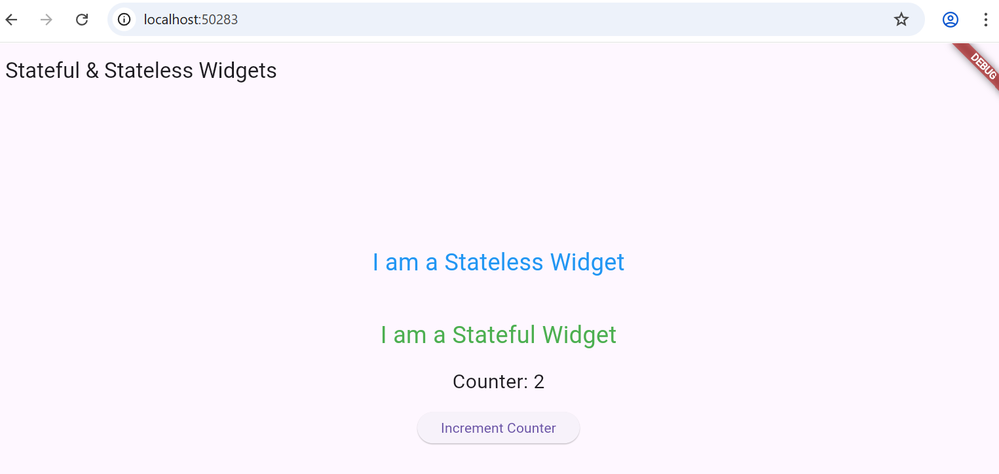 localhost:50283
Stateful & Stateless Widgets
DEBUG
I am a Stateless Widget
I am a Stateful Widget
Counter: 2
Increment Counter